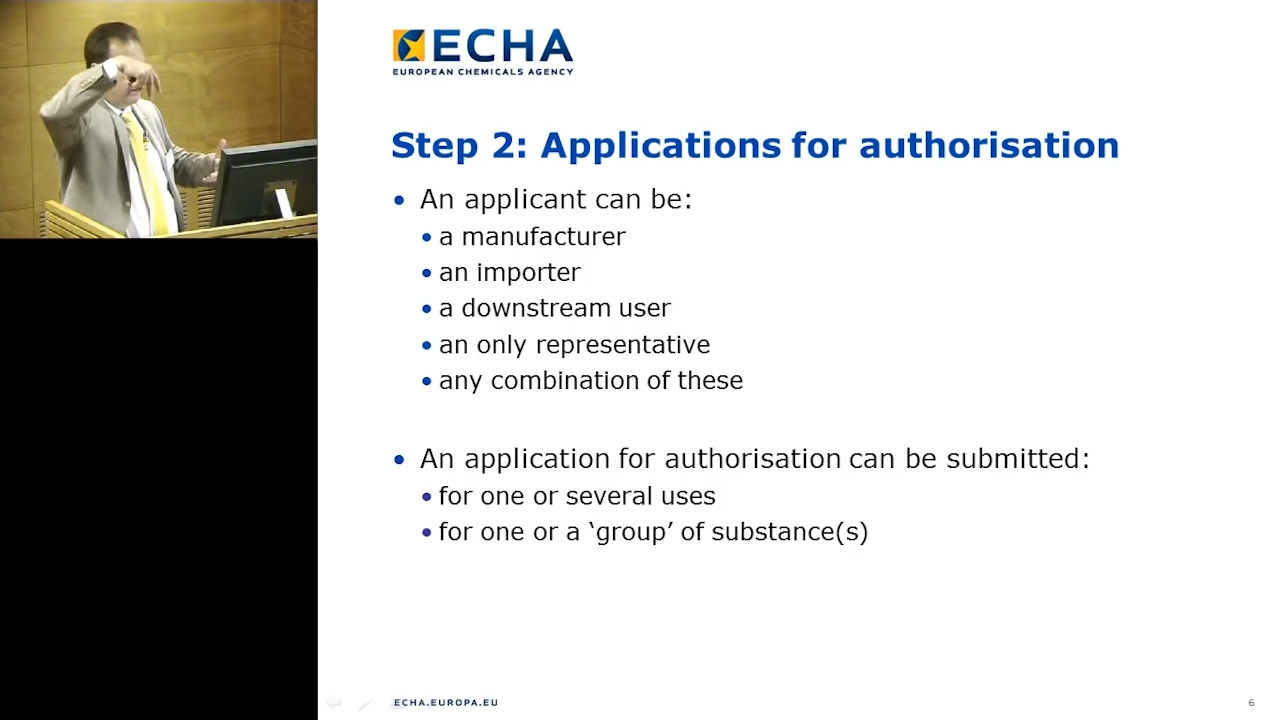 ECHA
EUROPEAN CHEMICALS AGENCY
Step 2: Applications for authorisation
• An applicant can be:
• a manufacturer
• an importer
• a downstream user
• an only representative
• any combination of these
• An application for authorisation can be submitted:
• for one or several uses
• for one or a ‘group’ of substance(s)
ECHA.EUROPA.EU
6